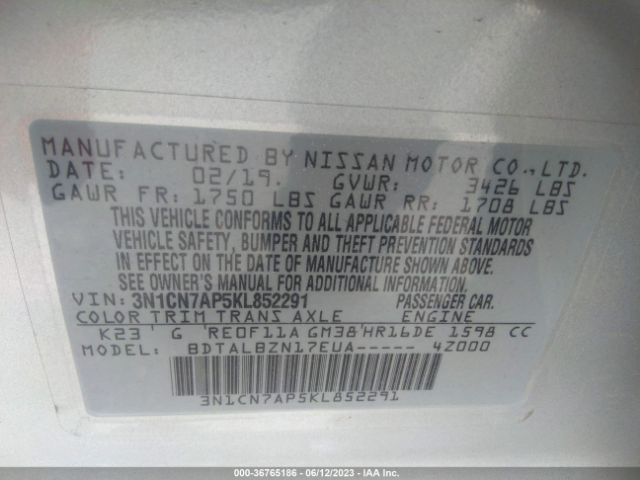 MANUFACTURED BY NISSAN MOTOR CO.,LTD.
DATE: 02/19. GVWR: 3426 LBS
GAWR FR: 1750 LBS GAWR RR: 1708 LBS
THIS VEHICLE CONFORMS TO ALL APPLICABLE FEDERAL MOTOR
VEHICLE SAFETY, BUMPER AND THEFT PREVENTION STANDARDS
IN EFFECT ON THE DATE OF MANUFACTURE SHOWN ABOVE.
SEE OWNER'S MANUAL FOR ADDITIONAL INFORMATION.
VIN: 3N1CN7AP5KL852291 PASSENGER CAR.
COLOR TRIM TRANS AXLE ENGINE
K23' G 'RE0F11A GM38'HR16DE 1598 CC
MODEL: BDTALBZN17EUA----- 4Z000
3N1CN7AP5KL852291
000-36765186 - 06/12/2023 - IAA Inc.